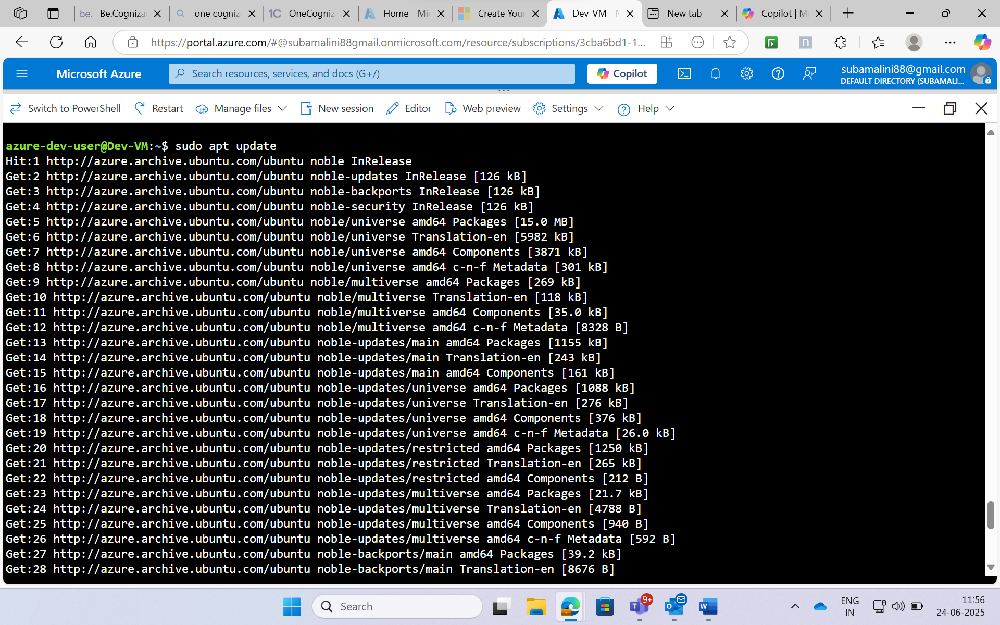 be. Be.Cogniza
one cogniza
1C OneCogniz
Home - Mic
Create Your
Dev-VM - M
New tab
Copilot | Mi
https://portal.azure.com/#@subamalini88gmail.onmicrosoft.com/resource/subscriptions/3cba6bd1-1...
n
Microsoft Azure
Search resources, services, and docs (G+/)
Copilot
subamalini88@gmail.com
DEFAULT DIRECTORY (SUBAMALI...
Switch to PowerShell Restart Manage files New session Editor Web preview Settings Help
azure-dev-user@Dev-VM:~$ sudo apt update
Hit:1 http://azure.archive.ubuntu.com/ubuntu noble InRelease
Get:2 http://azure.archive.ubuntu.com/ubuntu noble-updates InRelease [126 kB]
Get:3 http://azure.archive.ubuntu.com/ubuntu noble-backports InRelease [126 kB]
Get:4 http://azure.archive.ubuntu.com/ubuntu noble-security InRelease [126 kB]
Get:5 http://azure.archive.ubuntu.com/ubuntu noble/universe amd64 Packages [15.0 MB]
Get:6 http://azure.archive.ubuntu.com/ubuntu noble/universe Translation-en [5982 kB]
Get:7 http://azure.archive.ubuntu.com/ubuntu noble/universe amd64 Components [3871 kB]
Get:8 http://azure.archive.ubuntu.com/ubuntu noble/universe amd64 c-n-f Metadata [301 kB]
Get:9 http://azure.archive.ubuntu.com/ubuntu noble/multiverse amd64 Packages [269 kB]
Get:10 http://azure.archive.ubuntu.com/ubuntu noble/multiverse Translation-en [118 kB]
Get:11 http://azure.archive.ubuntu.com/ubuntu noble/multiverse amd64 Components [35.0 kB]
Get:12 http://azure.archive.ubuntu.com/ubuntu noble/multiverse amd64 c-n-f Metadata [8328 B]
Get:13 http://azure.archive.ubuntu.com/ubuntu noble-updates/main amd64 Packages [1155 kB]
Get:14 http://azure.archive.ubuntu.com/ubuntu noble-updates/main Translation-en [243 kB]
Get:15 http://azure.archive.ubuntu.com/ubuntu noble-updates/main amd64 Components [161 kB]
Get:16 http://azure.archive.ubuntu.com/ubuntu noble-updates/universe amd64 Packages [1088 kB]
Get:17 http://azure.archive.ubuntu.com/ubuntu noble-updates/universe Translation-en [276 kB]
Get:18 http://azure.archive.ubuntu.com/ubuntu noble-updates/universe amd64 Components [376 kB]
Get:19 http://azure.archive.ubuntu.com/ubuntu noble-updates/universe amd64 c-n-f Metadata [26.0 kB]
Get:20 http://azure.archive.ubuntu.com/ubuntu noble-updates/restricted amd64 Packages [1250 kB]
Get:21 http://azure.archive.ubuntu.com/ubuntu noble-updates/restricted Translation-en [265 kB]
Get:22 http://azure.archive.ubuntu.com/ubuntu noble-updates/restricted amd64 Components [212 B]
Get:23 http://azure.archive.ubuntu.com/ubuntu noble-updates/multiverse amd64 Packages [21.7 kB]
Get:24 http://azure.archive.ubuntu.com/ubuntu noble-updates/multiverse Translation-en [4788 B]
Get:25 http://azure.archive.ubuntu.com/ubuntu noble-updates/multiverse amd64 Components [940 B]
Get:26 http://azure.archive.ubuntu.com/ubuntu noble-updates/multiverse amd64 c-n-f Metadata [592 B]
Get:27 http://azure.archive.ubuntu.com/ubuntu noble-backports/main amd64 Packages [39.2 kB]
Get:28 http://azure.archive.ubuntu.com/ubuntu noble-backports/main Translation-en [8676 B]
Search
9+
ENG
IN
11:56
24-06-2025